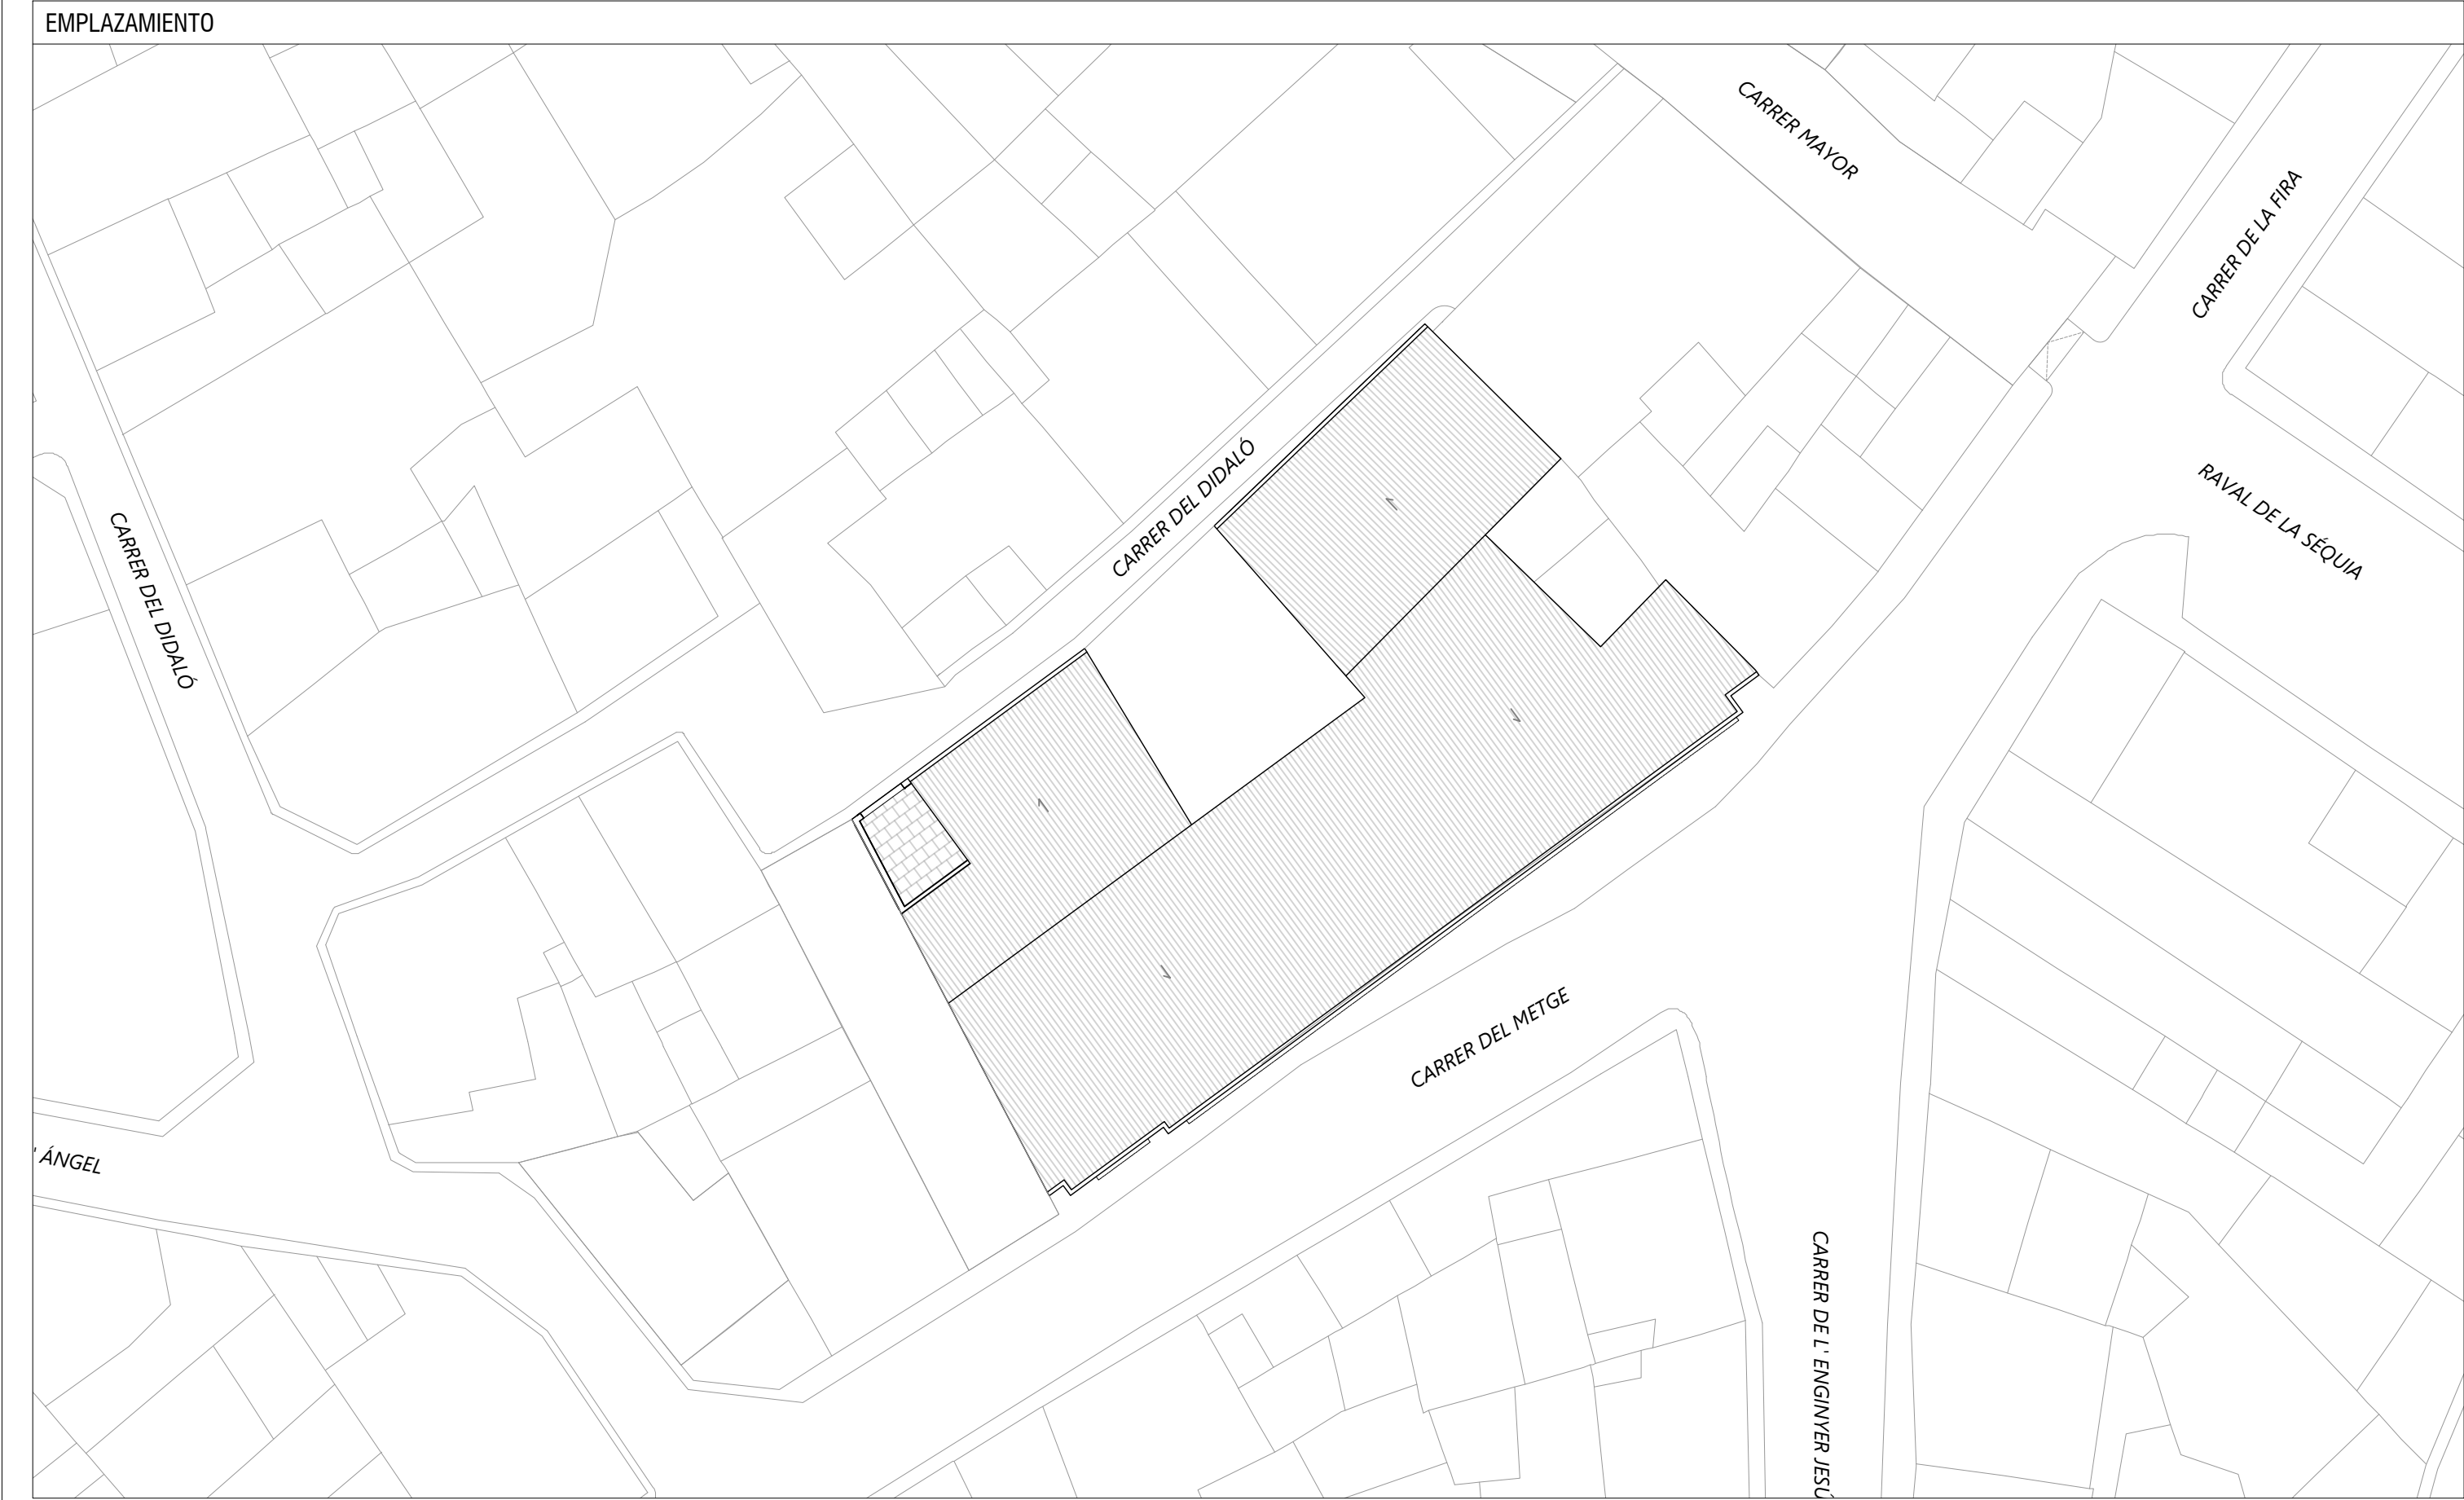 EMPLAZAMIENTO
CARRER MAYOR
CARRER DE LA FIRA
CARRER DEL DIDALÓ
RAVAL DE LA SÉQUIA
CARRER DEL DIDALÓ
CARRER DEL METGE
' ÁNGEL
CARRER DE L' ENGINYER JESÚ